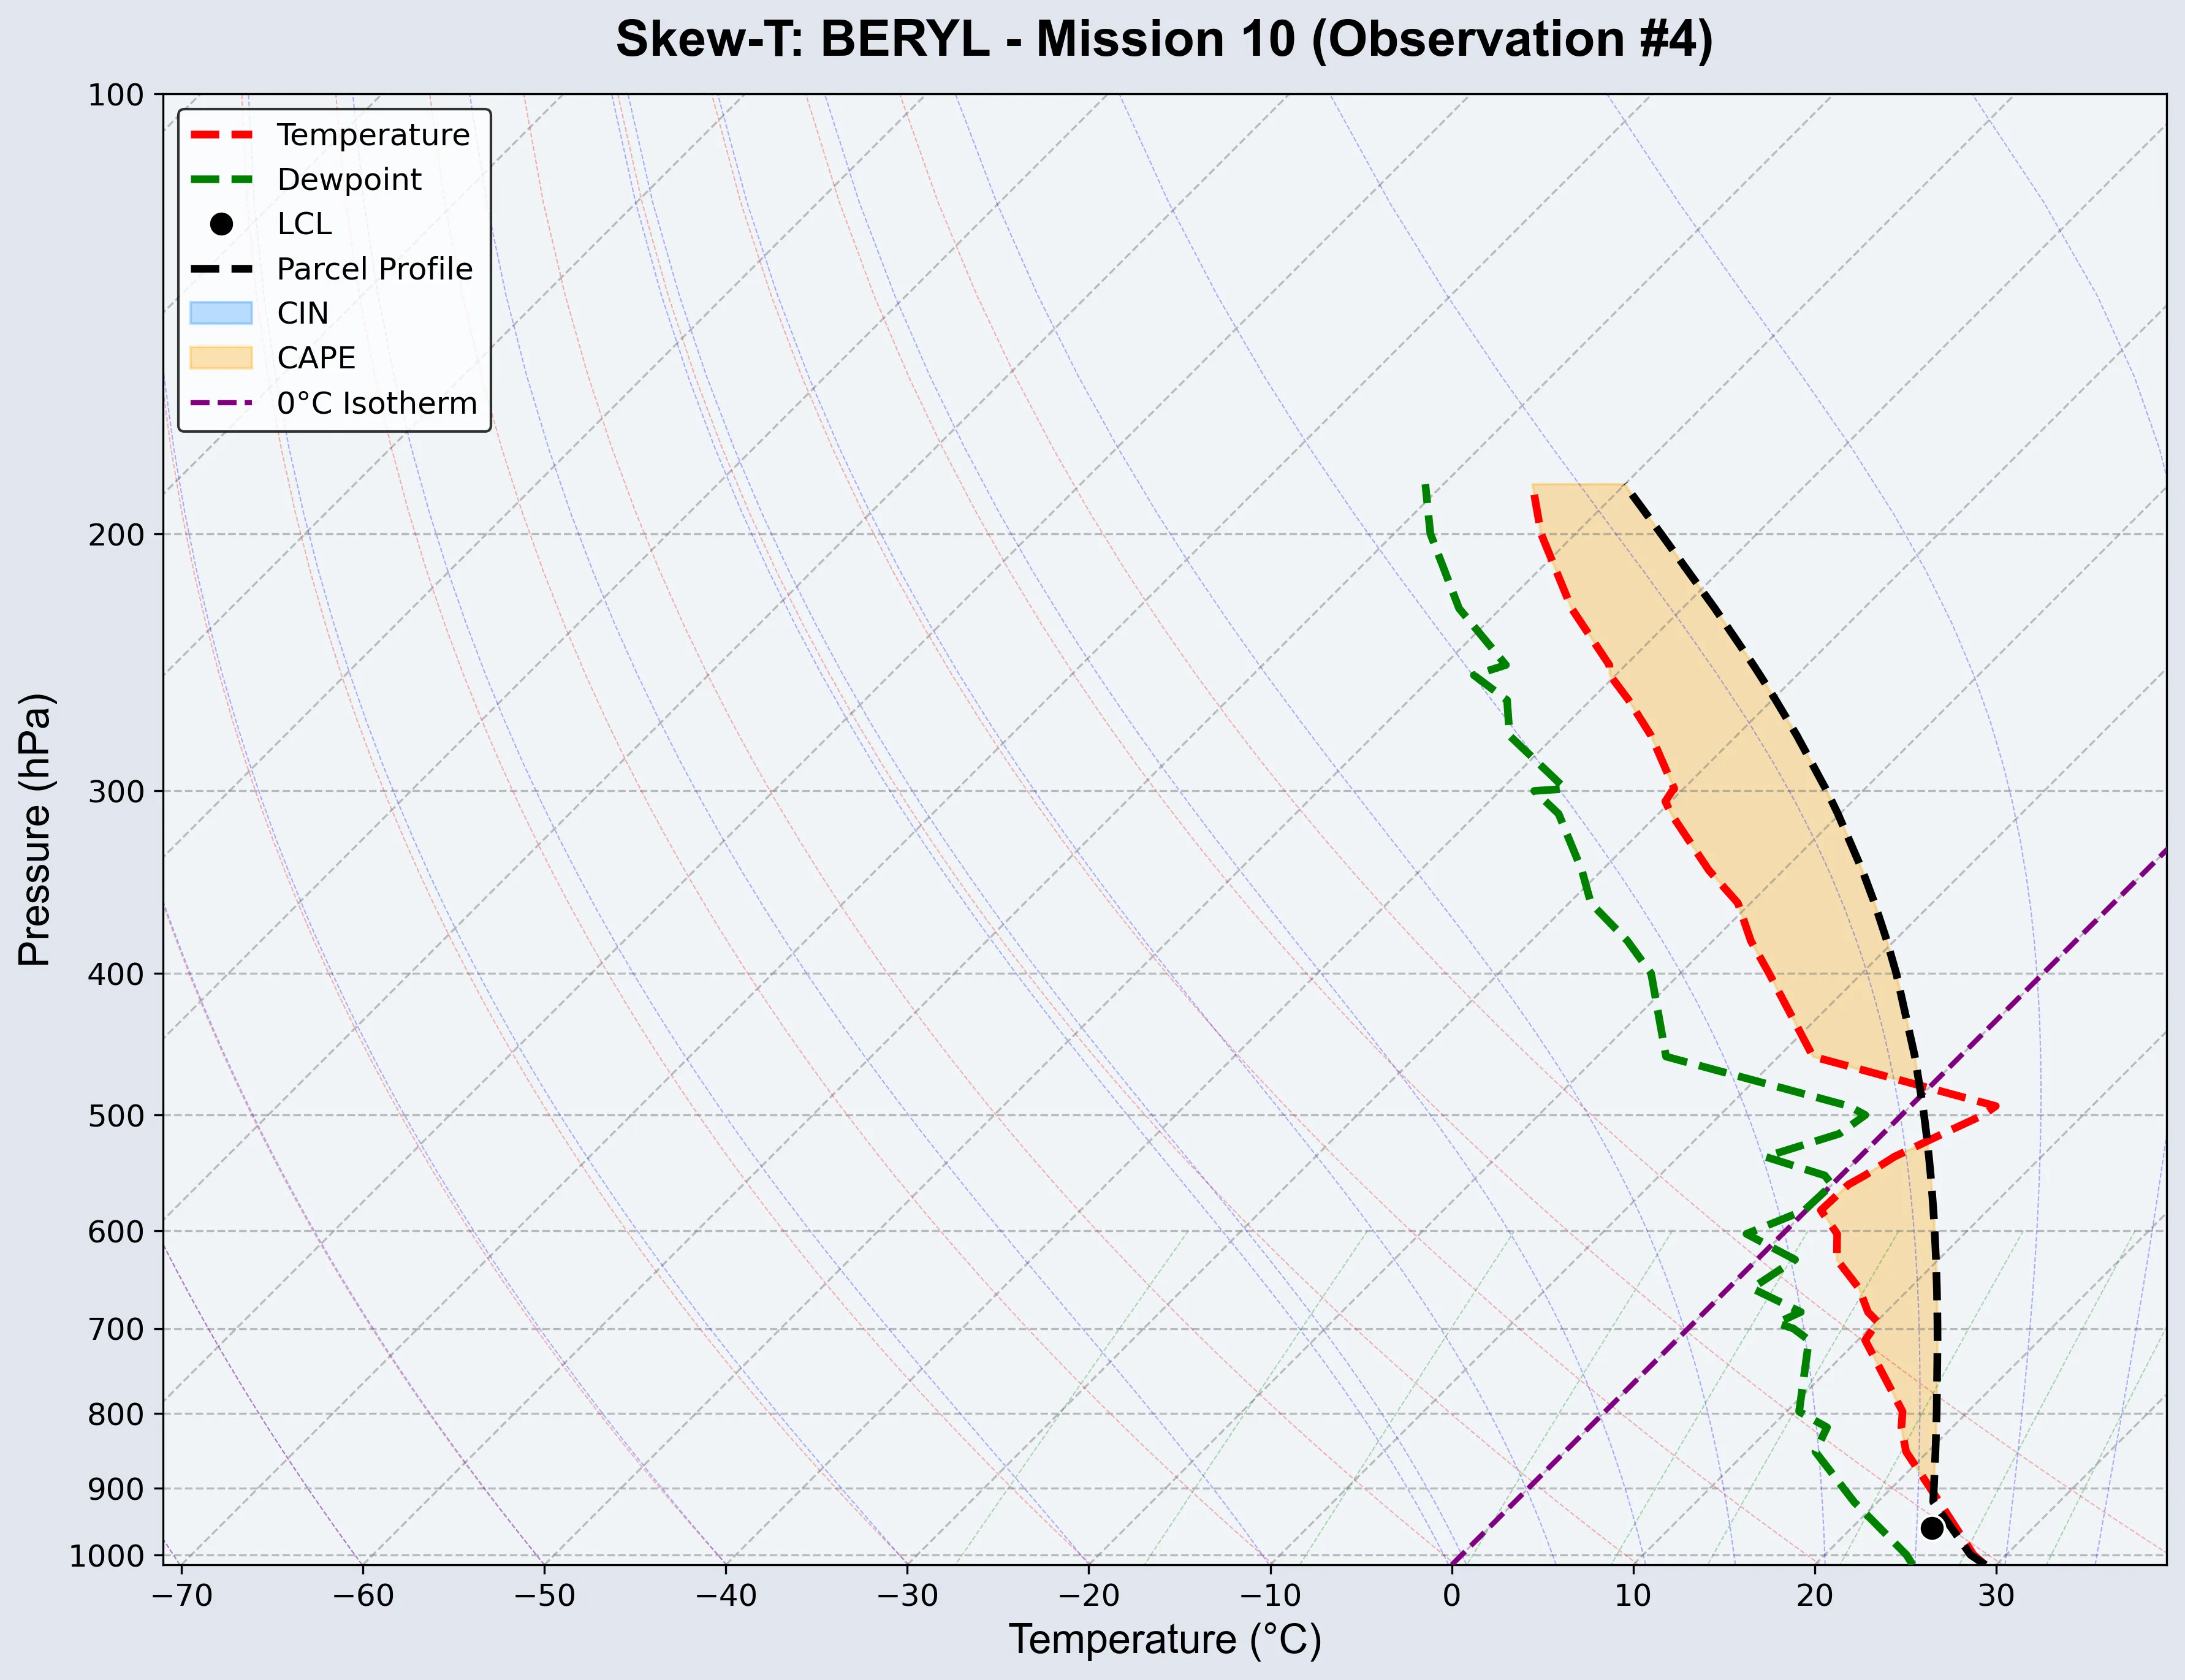 Skew-T: BERYL - Mission 10 (Observation #4)
Temperature
Dewpoint
LCL
Parcel Profile
CIN
CAPE
0°C Isotherm
Pressure (hPa)
100
200
300
400
500
600
700
800
900
1000
−70 −60 −50 −40 −30 −20 −10 0 10 20 30
Temperature (°C)